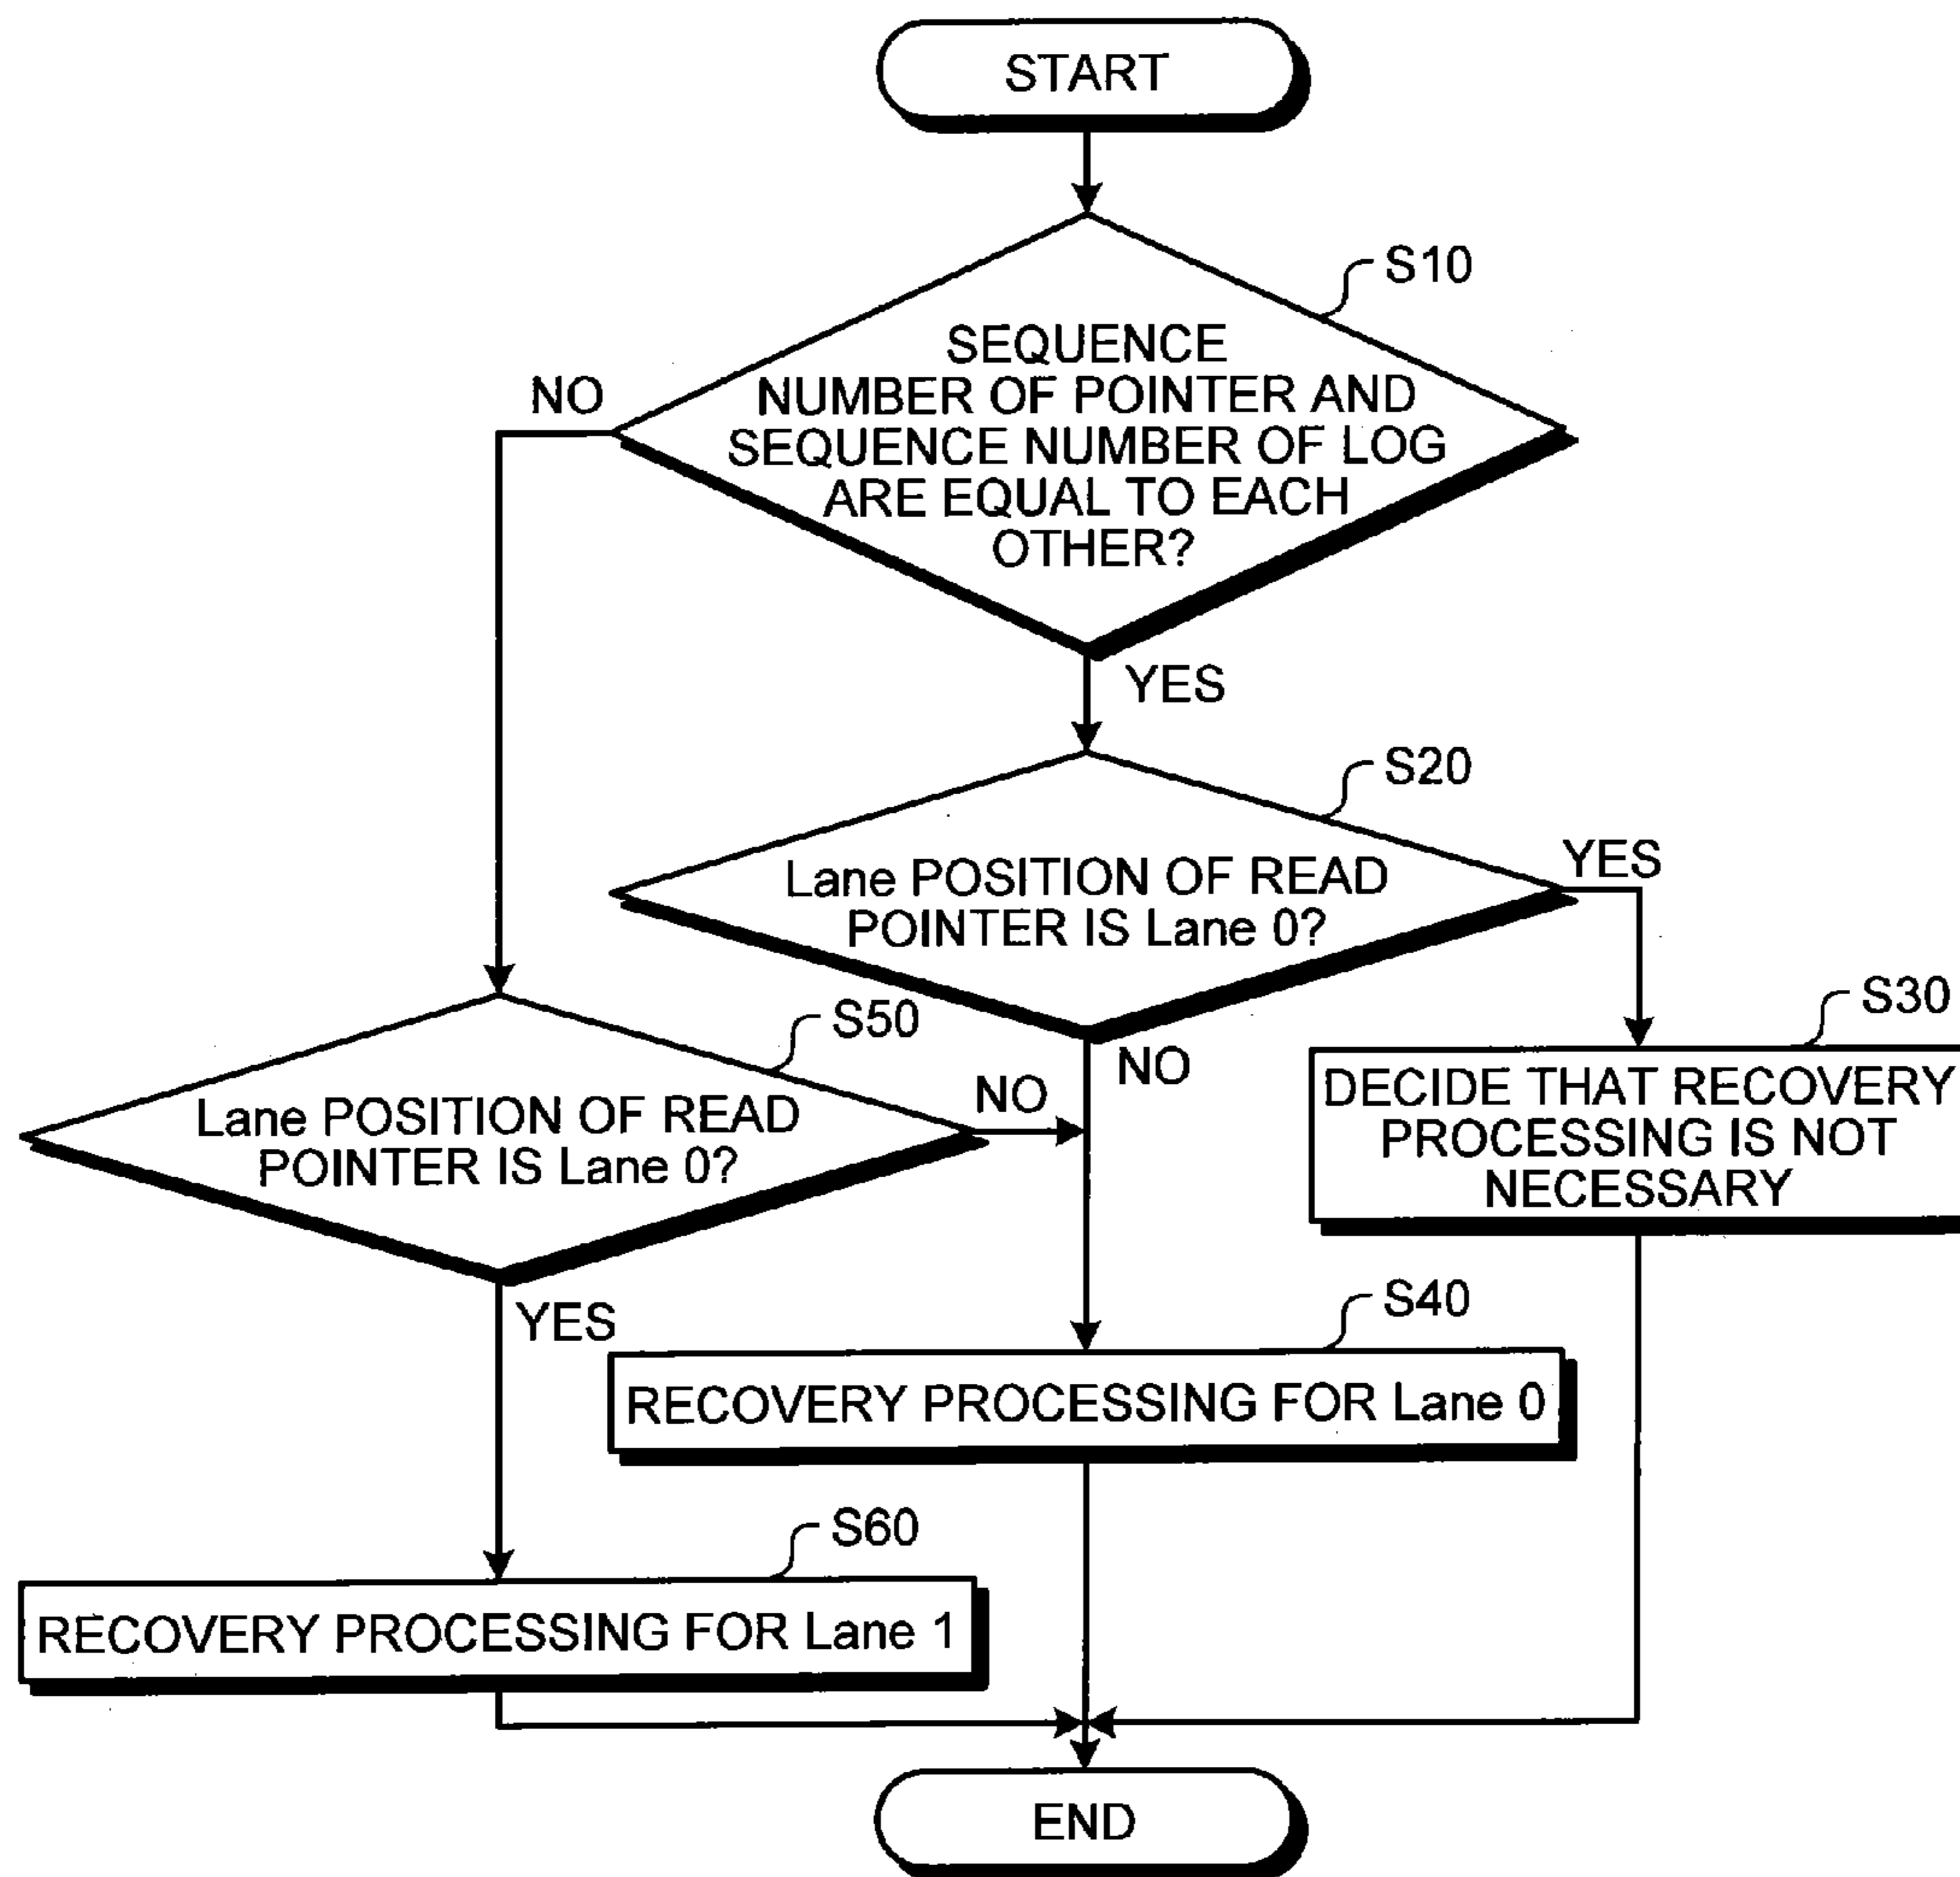 START
S10
SEQUENCE
NUMBER OF POINTER AND
SEQUENCE NUMBER OF LOG
ARE EQUAL TO EACH
OTHER?
NO
YES
S20
Lane POSITION OF READ
POINTER IS Lane 0?
YES
NO
S30
DECIDE THAT RECOVERY
PROCESSING IS NOT
NECESSARY
S50
Lane POSITION OF READ
POINTER IS Lane 0?
NO
YES
S40
RECOVERY PROCESSING FOR Lane 0
S60
RECOVERY PROCESSING FOR Lane 1
END